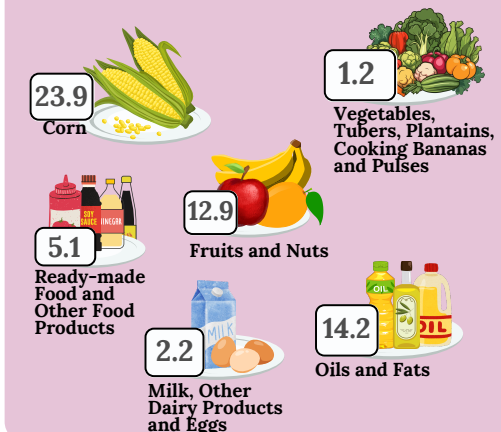 23.9
Corn
1.2
Vegetables,
Tubers, Plantains,
Cooking Bananas
and Pulses
SOY
SAUCE
VINEGRA
5.1
Ready-made
Food and
Other Food
Products
12.9
Fruits and Nuts
MILK
2.2
Milk, Other
Dairy Products
and Eggs
OIL
OIL
14.2
Oils and Fats